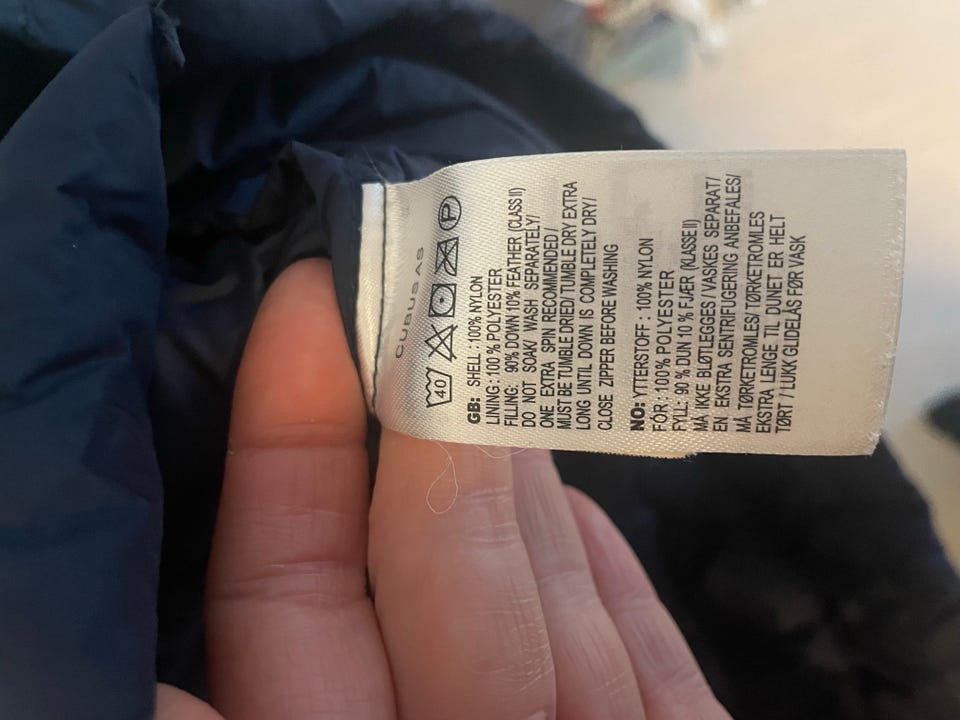 CUBUS AS
40 P
GB: SHELL : 100% NYLON
LINING : 100 % POLYESTER
FILLING: 90% DOWN 10% FEATHER (CLASS II)
DO NOT SOAK/ WASH SEPARATELY/
ONE EXTRA SPIN RECOMMENDED /
MUST BE TUMBLE DRIED/ TUMBLE DRY EXTRA
LONG UNTIL DOWN IS COMPLETELY DRY/
CLOSE ZIPPER BEFORE WASHING
NO: YTTERSTOFF : 100% NYLON
FÔR : 100% POLYESTER
FYLL: 90 % DUN 10 % FJÆR (KLASSE II)
MÅ IKKE BLØTLEGGES / VASKES SEPARAT/
EN EKSTRA SENTRIFUGERING ANBEFALES/
MÅ TØRKETROMLES/ TØRKETROMLES
EKSTRA LENGE TIL DUNET ER HELT
TØRT / LUKK GLIDELÅS FØR VASK